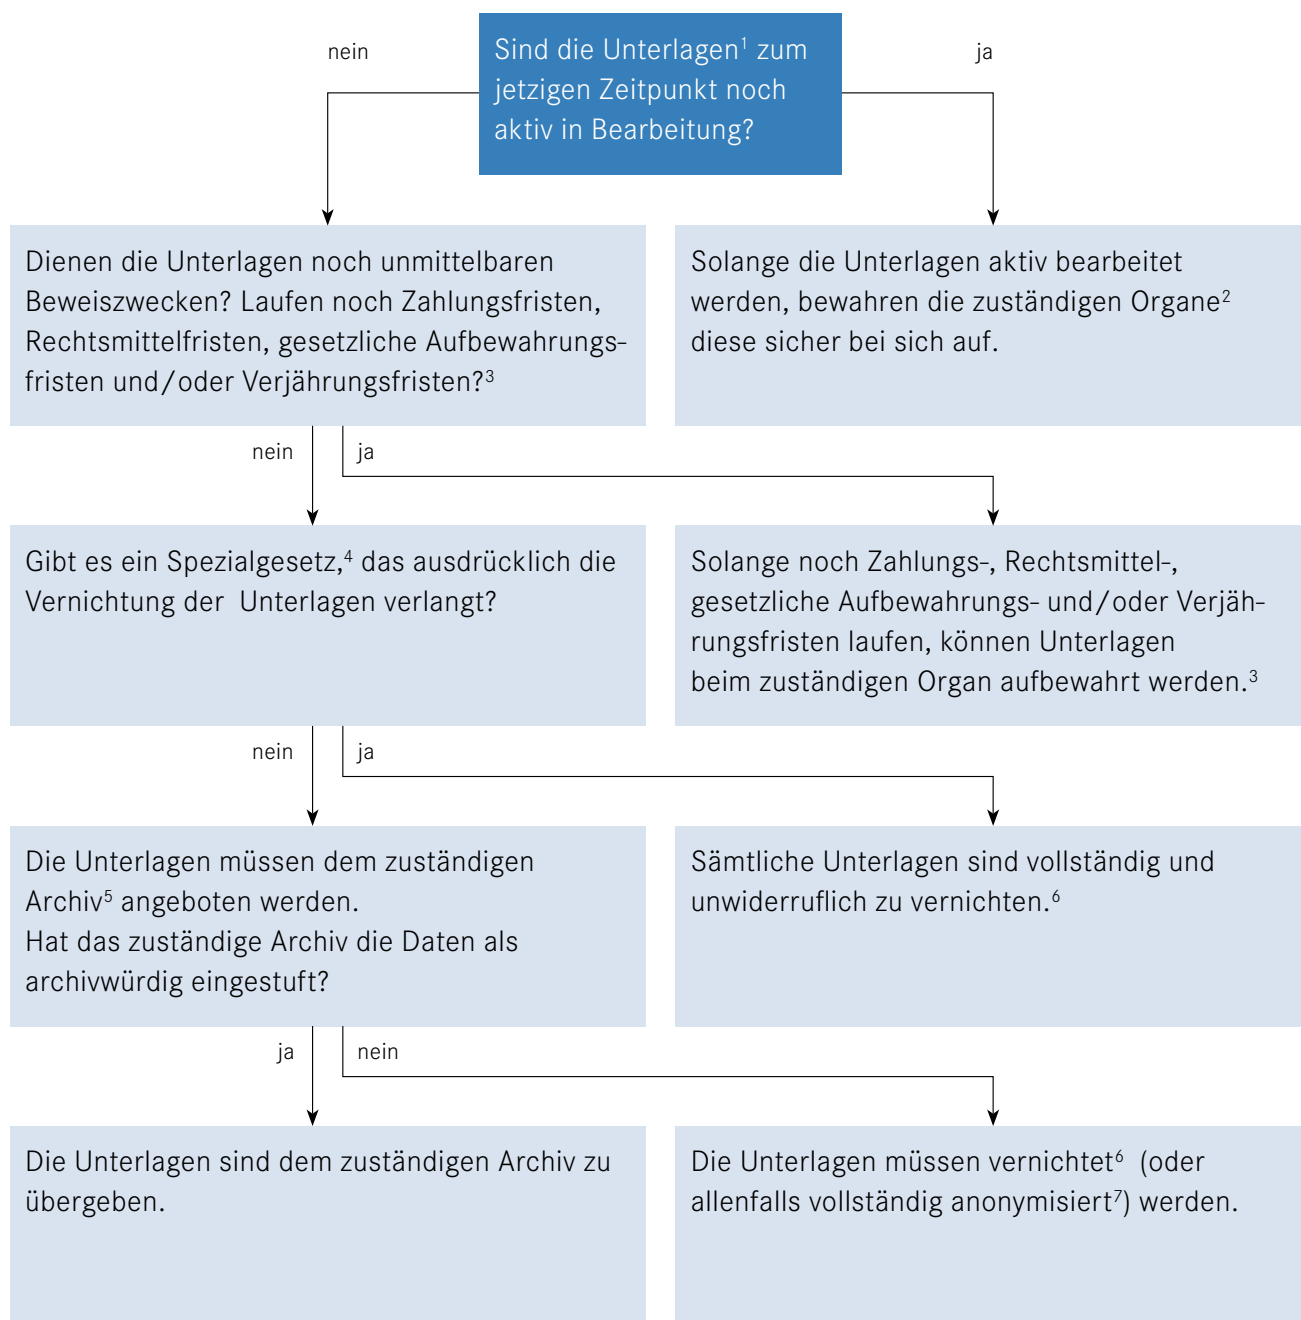 nein
Sind die Unterlagen¹ zum
jetzigen Zeitpunkt noch
aktiv in Bearbeitung?
ja
Dienen die Unterlagen noch unmittelbaren
Beweiszwecken? Laufen noch Zahlungsfristen,
Rechtsmittelfristen, gesetzliche Aufbewahrungs-
fristen und/oder Verjährungsfristen?³
Solange die Unterlagen aktiv bearbeitet
werden, bewahren die zuständigen Organe²
diese sicher bei sich auf.
nein
ja
Gibt es ein Spezialgesetz,⁴ das ausdrücklich die
Vernichtung der Unterlagen verlangt?
Solange noch Zahlungs-, Rechtsmittel-,
gesetzliche Aufbewahrungs- und/oder Verjäh-
rungsfristen laufen, können Unterlagen
beim zuständigen Organ aufbewahrt werden.³
nein
ja
Die Unterlagen müssen dem zuständigen
Archiv⁵ angeboten werden.
Hat das zuständige Archiv die Daten als
archivwürdig eingestuft?
Sämtliche Unterlagen sind vollständig und
unwiderruflich zu vernichten.⁶
ja
nein
Die Unterlagen sind dem zuständigen Archiv zu
übergeben.
Die Unterlagen müssen vernichtet⁶ (oder
allenfalls vollständig anonymisiert⁷) werden.